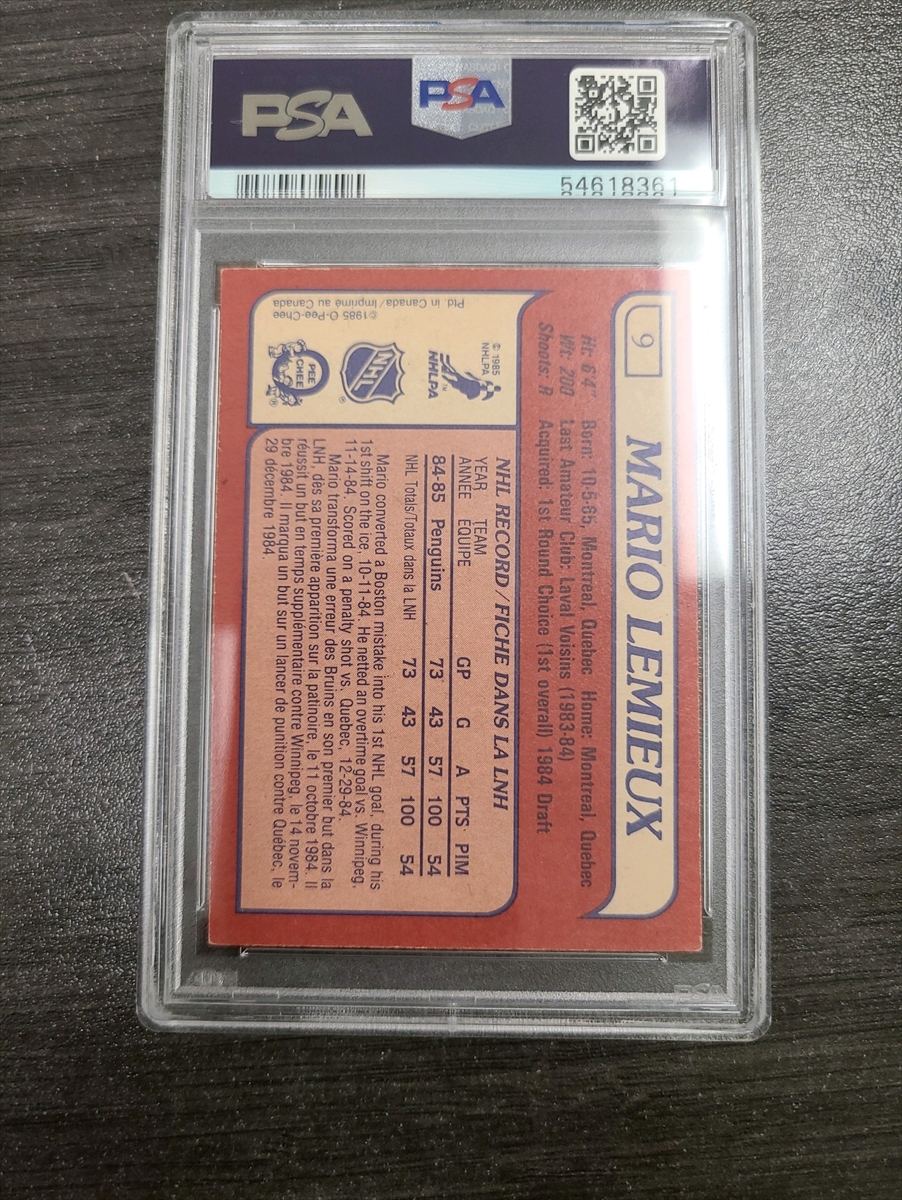 PSA
PSA
54618361
9
MARIO LEMIEUX
Ht: 6'4" Born: 10-5-65, Montreal, Quebec Home: Montreal, Quebec
Wt: 200 Last Amateur Club: Laval Voisins (1983-84)
Shoots: R Acquired: 1st Round Choice (1st overall) 1984 Draft
© 1985
NHLPA
NHLPA
TM
NHL
®
O
PEE
CHEE
®
Ptd. in Canada/Imprimé au Canada
©1985 O-Pee-Chee
NHL RECORD/FICHE DANS LA LNH
YEAR TEAM
ANNÉE EQUIPE GP G A PTS PIM
84-85 Penguins 73 43 57 100 54
NHL Totals/Totaux dans la LNH 73 43 57 100 54
Mario converted a Boston mistake into his 1st NHL goal, during his
1st shift on the ice, 10-11-84. He netted an overtime goal vs. Winnipeg,
11-14-84. Scored on a penalty shot vs. Quebec, 12-29-84.
Mario transforma une erreur des Bruins en son premier but dans la
LNH, dès sa première apparition sur la patinoire, le 11 octobre 1984. Il
réussit un but en temps supplémentaire contre Winnipeg, le 14 novem-
bre 1984. Il marqua un but sur un lancer de punition contre Québec, le
29 décembre 1984.